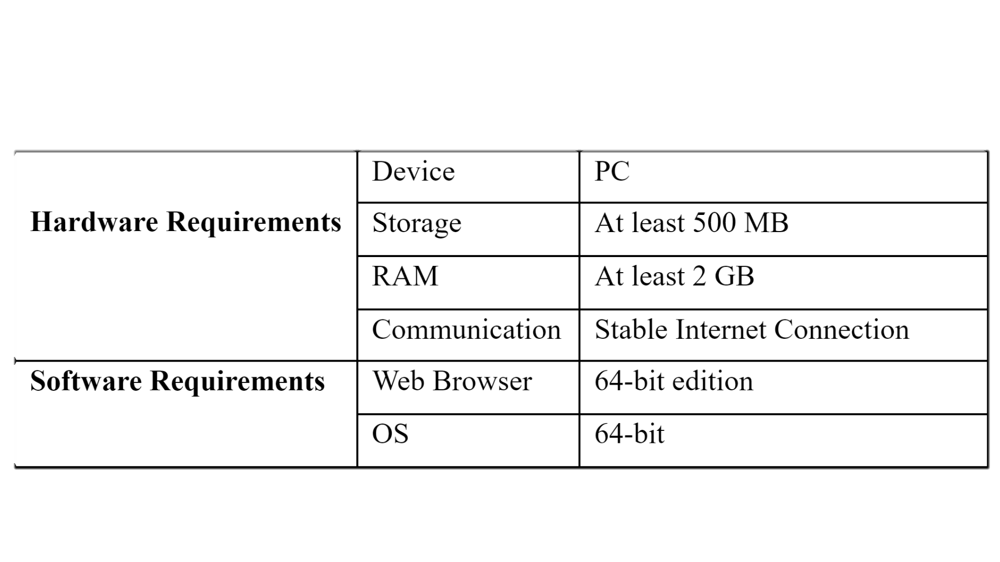 Hardware Requirements
Device
PC
Storage
At least 500 MB
RAM
At least 2 GB
Communication
Stable Internet Connection
Software Requirements
Web Browser
64-bit edition
OS
64-bit